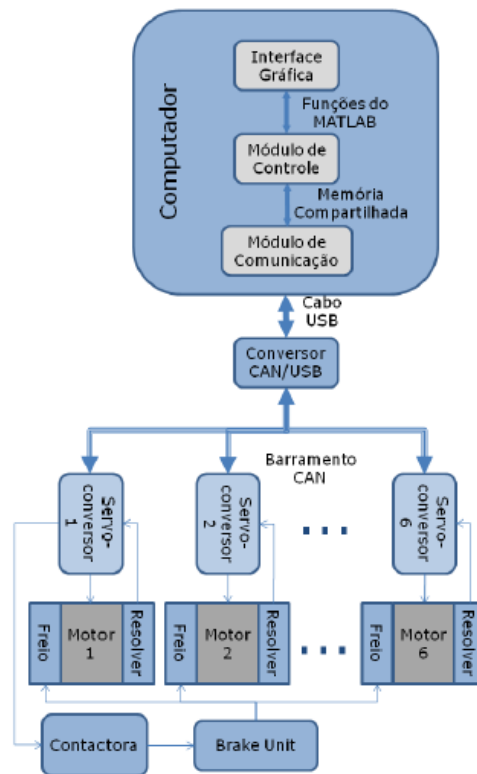 Computador
Interface
Gráfica
Funções do
MATLAB
Módulo de
Controle
Memória
Compartilhada
Módulo de
Comunicação
Cabo
USB
Conversor
CAN/USB
Barramento
CAN
Servo-
conversor
1
Servo-
conversor
2
Servo-
conversor
6
Freio
Motor
1
Resolver
Freio
Motor
2
Resolver
Freio
Motor
6
Resolver
Contactora
Brake Unit